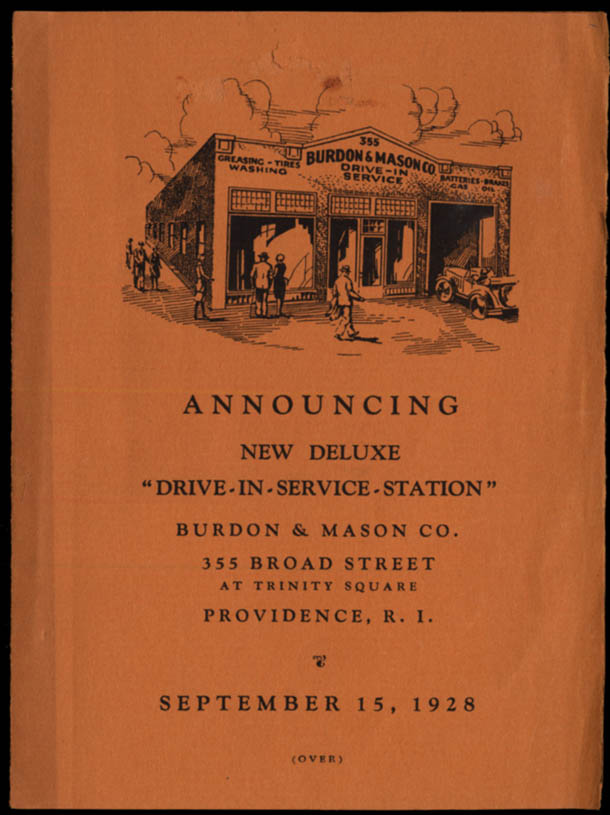 355
BURDON & MASON CO
DRIVE-IN
SERVICE
GREASING - TIRES
WASHING
BATTERIES - BRAKES
GAS OIL
ANNOUNCING
NEW DELUXE
"DRIVE-IN-SERVICE-STATION"
BURDON & MASON CO.
355 BROAD STREET
AT TRINITY SQUARE
PROVIDENCE, R. I.
SEPTEMBER 15, 1928
(OVER)